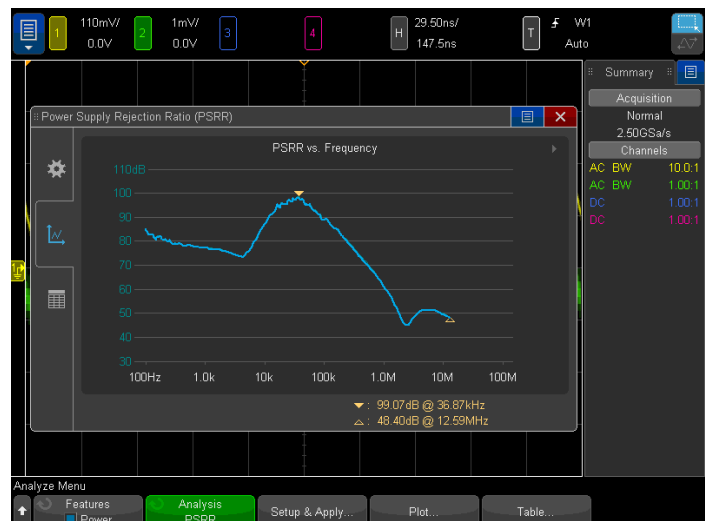 1 110mV/ 0.0V 2 1mV/ 0.0V 3 4 H 29.50ns/ 147.5ns T W1 Auto
Summary
Acquisition
Normal
2.50GSa/s
Channels
AC BW 10.0:1
AC BW 1.00:1
DC 1.00:1
DC 1.00:1
Power Supply Rejection Ratio (PSRR)
PSRR vs. Frequency
110dB
100
90
80
70
60
50
40
30
100Hz 1.0k 10k 100k 1.0M 10M 100M
: 99.07dB @ 36.87kHz
: 48.40dB @ 12.59MHz
Analyze Menu
Features
Power
Analysis
PSRR
Setup & Apply...
Plot...
Table...